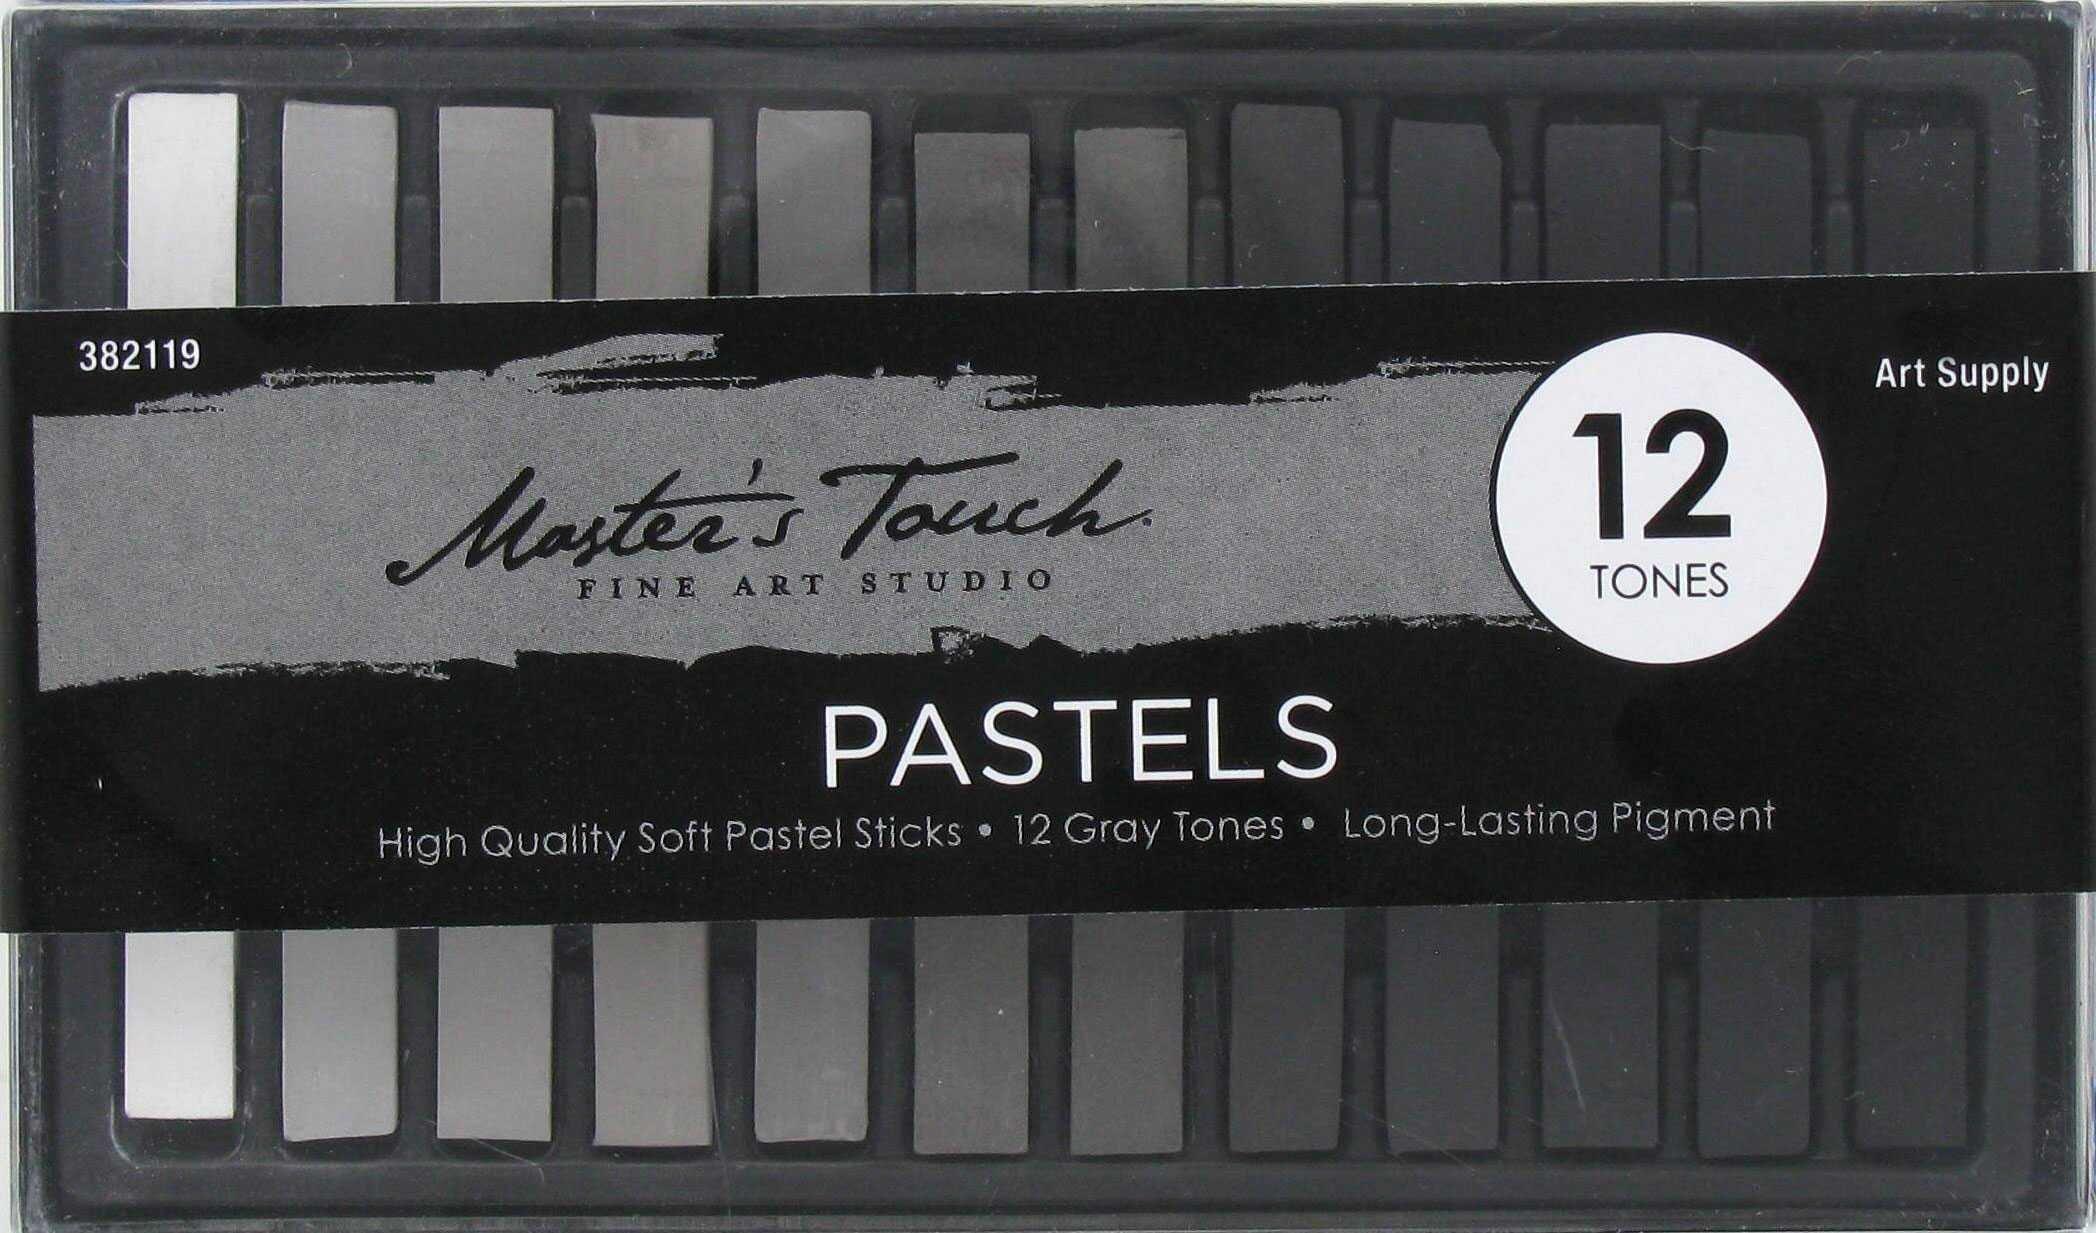 382119
Art Supply
Master's Touch.
FINE ART STUDIO
12
TONES
PASTELS
High Quality Soft Pastel Sticks • 12 Gray Tones • Long-Lasting Pigment